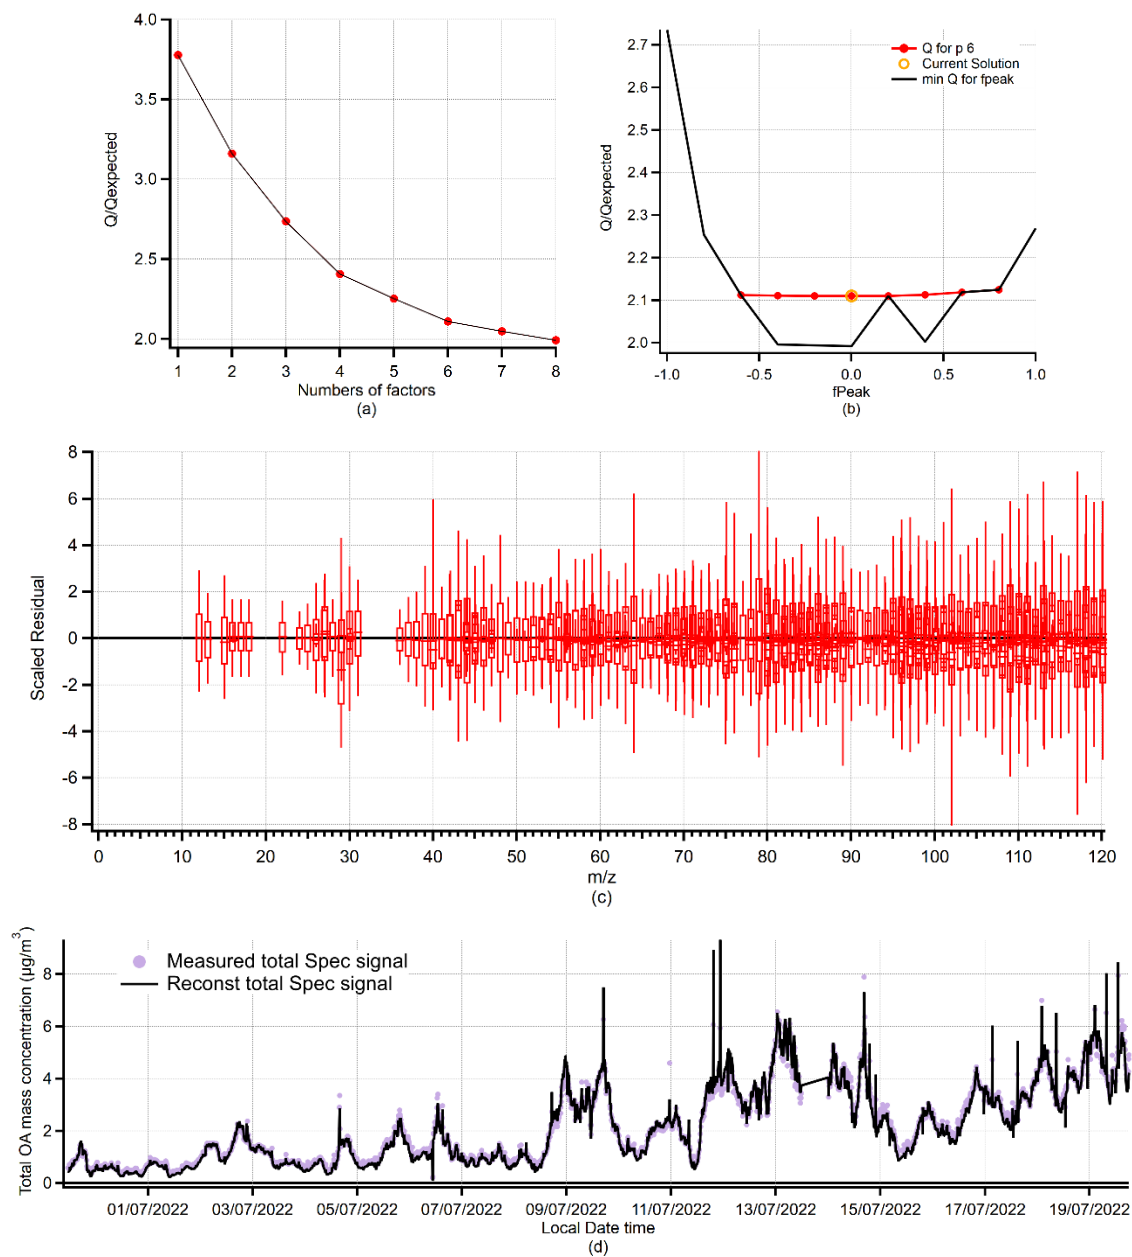 4.0
3.5
3.0
2.5
2.0
Q/Qexpected
1 2 3 4 5 6 7 8
Numbers of factors
(a)
2.7
2.6
2.5
2.4
2.3
2.2
2.1
2.0
Q/Qexpected
Q for p 6
Current Solution
min Q for fpeak
-1.0 -0.5 0.0 0.5 1.0
fPeak
(b)
8
6
4
2
0
-2
-4
-6
-8
Scaled Residual
0 10 20 30 40 50 60 70 80 90 100 110 120
m/z
(c)
Total OA mass concentration (µg/m³)
8
6
4
2
0
Measured total Spec signal
Reconst total Spec signal
01/07/2022 03/07/2022 05/07/2022 07/07/2022 09/07/2022 11/07/2022 13/07/2022 15/07/2022 17/07/2022 19/07/2022
Local Date time
(d)